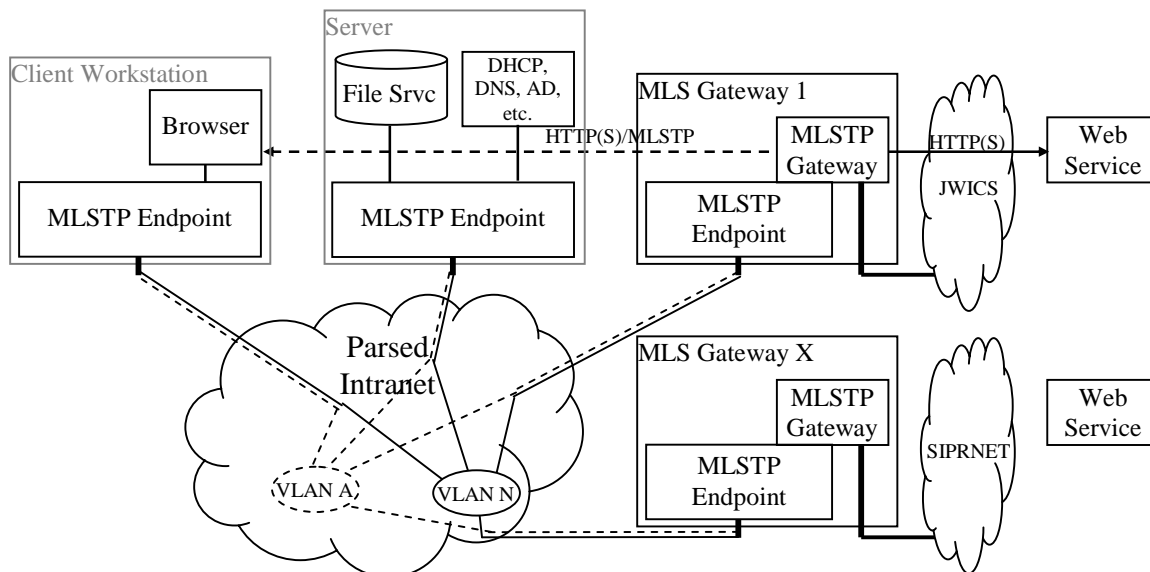 Server
Client Workstation
File Srvc
DHCP,
DNS, AD,
etc.
Browser
MLSTP Endpoint
MLSTP Endpoint
HTTP(S)/MLSTP
MLS Gateway 1
MLSTP
Gateway
MLSTP
Endpoint
HTTP(S)
JWICS
Web
Service
Parsed
Intranet
VLAN A
VLAN N
MLS Gateway X
MLSTP
Gateway
MLSTP
Endpoint
SIPRNET
Web
Service